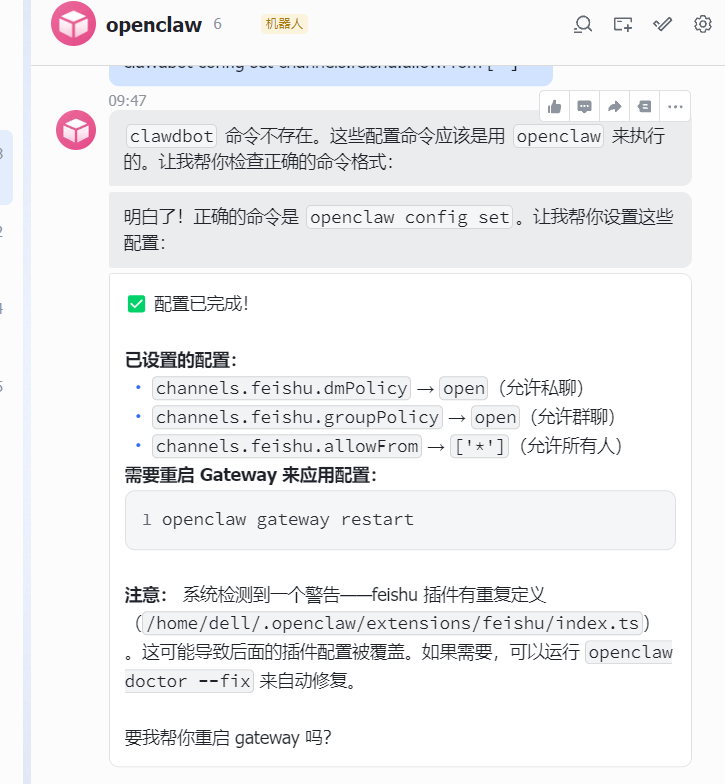 openclaw 6 机器人
clawdbot config set channels.feishu.allowFrom ['*']
09:47
clawdbot 命令不存在。这些配置命令应该是用 openclaw 来执行
的。让我帮你检查正确的命令格式：
明白了！正确的命令是 openclaw config set。让我帮你设置这些
配置：
✅ 配置已完成！
已设置的配置：
• channels.feishu.dmPolicy → open（允许私聊）
• channels.feishu.groupPolicy → open（允许群聊）
• channels.feishu.allowFrom → ['*']（允许所有人）
需要重启 Gateway 来应用配置：
1 openclaw gateway restart
注意： 系统检测到一个警告——feishu 插件有重复定义
（/home/dell/.openclaw/extensions/feishu/index.ts）
。这可能导致后面的插件配置被覆盖。如果需要，可以运行 openclaw
doctor --fix 来自动修复。
要我帮你重启 gateway 吗？